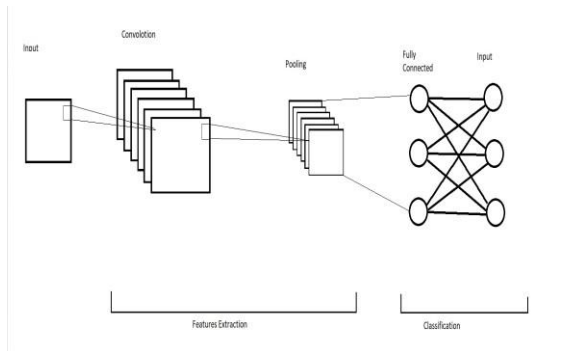 Input
Convolotion
Pooling
Fully
Connected
Input
Features Extraction
Classification